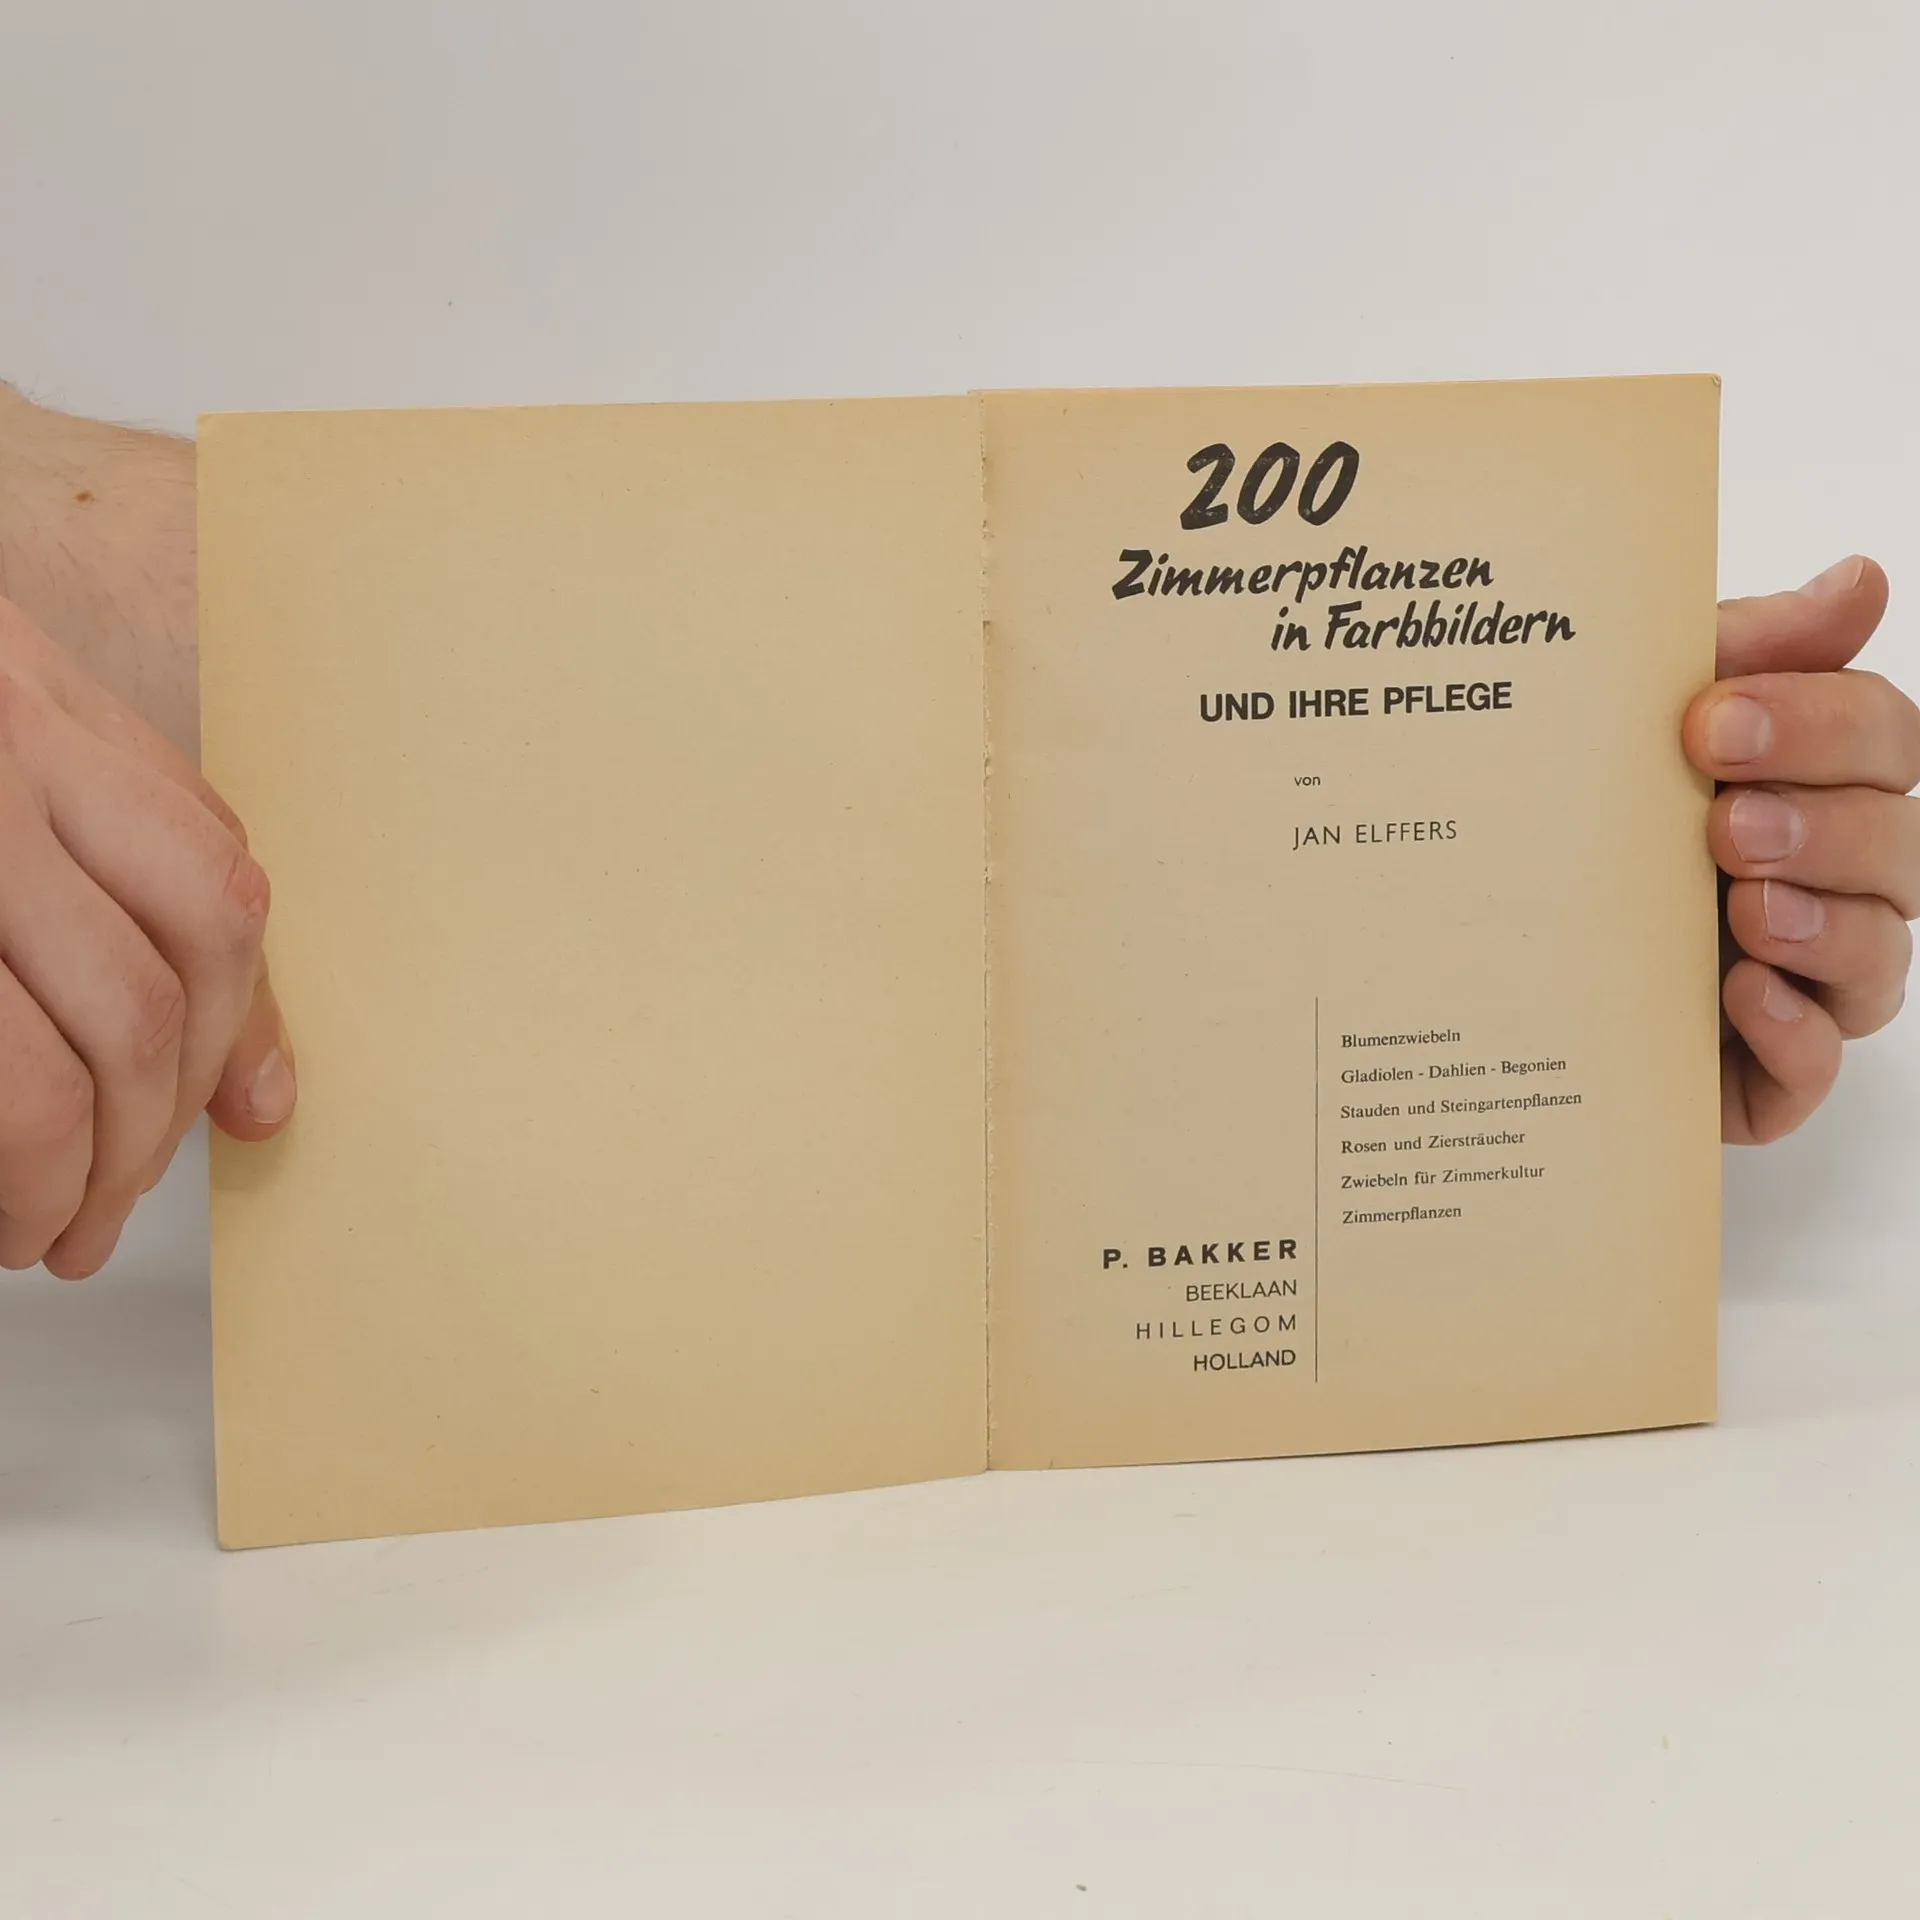 200
Zimmerpflanzen
in Farbbildern
UND IHRE PFLEGE
von
JAN ELFFERS
Blumenzwiebeln
Gladiolen - Dahlien - Begonien
Stauden und Steingartenpflanzen
Rosen und Ziersträucher
Zwiebeln für Zimmerkultur
Zimmerpflanzen
P. BAKKER
BEEKLAAN
HILLEGOM
HOLLAND